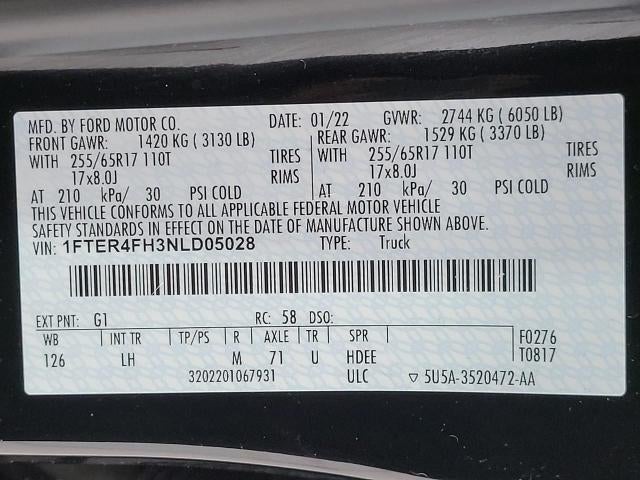 MFD. BY FORD MOTOR CO. DATE: 01/22 GVWR: 2744 KG ( 6050 LB)
FRONT GAWR: 1420 KG ( 3130 LB) REAR GAWR: 1529 KG ( 3370 LB)
WITH 255/65R17 110T TIRES WITH 255/65R17 110T TIRES
17x8.0J RIMS 17x8.0J RIMS
AT 210 kPa/ 30 PSI COLD AT 210 kPa/ 30 PSI COLD
THIS VEHICLE CONFORMS TO ALL APPLICABLE FEDERAL MOTOR VEHICLE
SAFETY STANDARDS IN EFFECT ON THE DATE OF MANUFACTURE SHOWN ABOVE.
VIN: 1FTER4FH3NLD05028 TYPE: Truck
EXT PNT: G1 RC: 58 DSO:
WB INT TR TP/PS R AXLE TR SPR F0276
126 LH M 71 U HDEE T0817
3202201067931 ULC ▽ 5U5A-3520472-AA